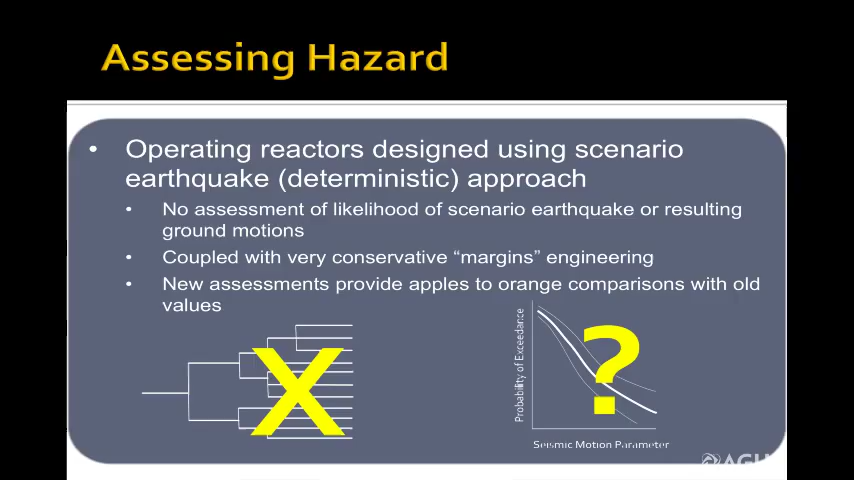 Assessing Hazard
• Operating reactors designed using scenario
earthquake (deterministic) approach
• No assessment of likelihood of scenario earthquake or resulting
ground motions
• Coupled with very conservative “margins” engineering
• New assessments provide apples to orange comparisons with old
values
X
?
Probability of Exceedance
Seismic Motion Parameter
AGU